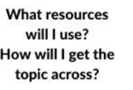 What resources
will I use?
How will I get the
topic across?